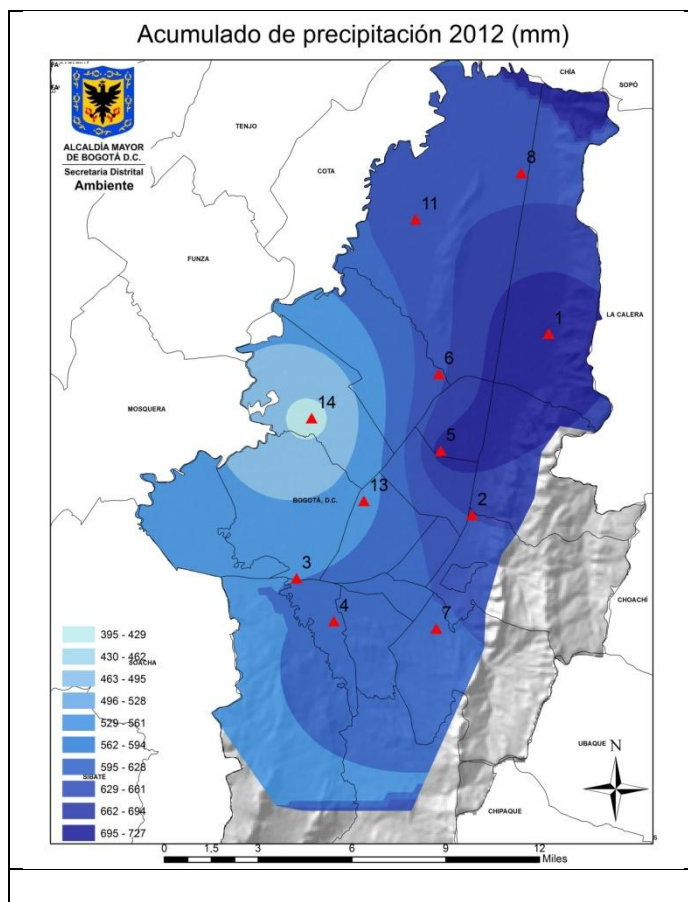 Acumulado de precipitación 2012 (mm)
ALCALDÍA MAYOR
DE BOGOTÁ D.C.
Secretaría Distrital
Ambiente
CHÍA
SOPÓ
TENJO
COTA
8
11
FUNZA
LA CALERA
1
6
MOSQUERA
14
5
13
BOGOTÁ, D.C.
2
3
CHOACHÍ
4
7
395 - 429
430 - 462
SOACHA
463 - 495
496 - 528
529 - 561
562 - 594
595 - 628
SIBATÉ
629 - 661
662 - 694
695 - 727
UBAQUE
N
CHIPAQUE
0 1,5 3 6 9 12
Miles